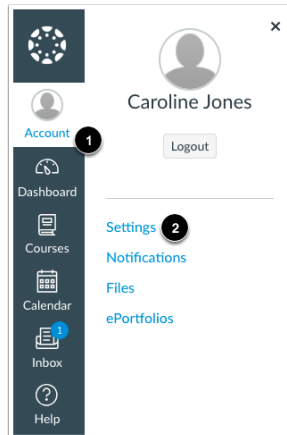 Account
1
Dashboard
Courses
Calendar
1
Inbox
Help
×
Caroline Jones
Logout
Settings 2
Notifications
Files
ePortfolios